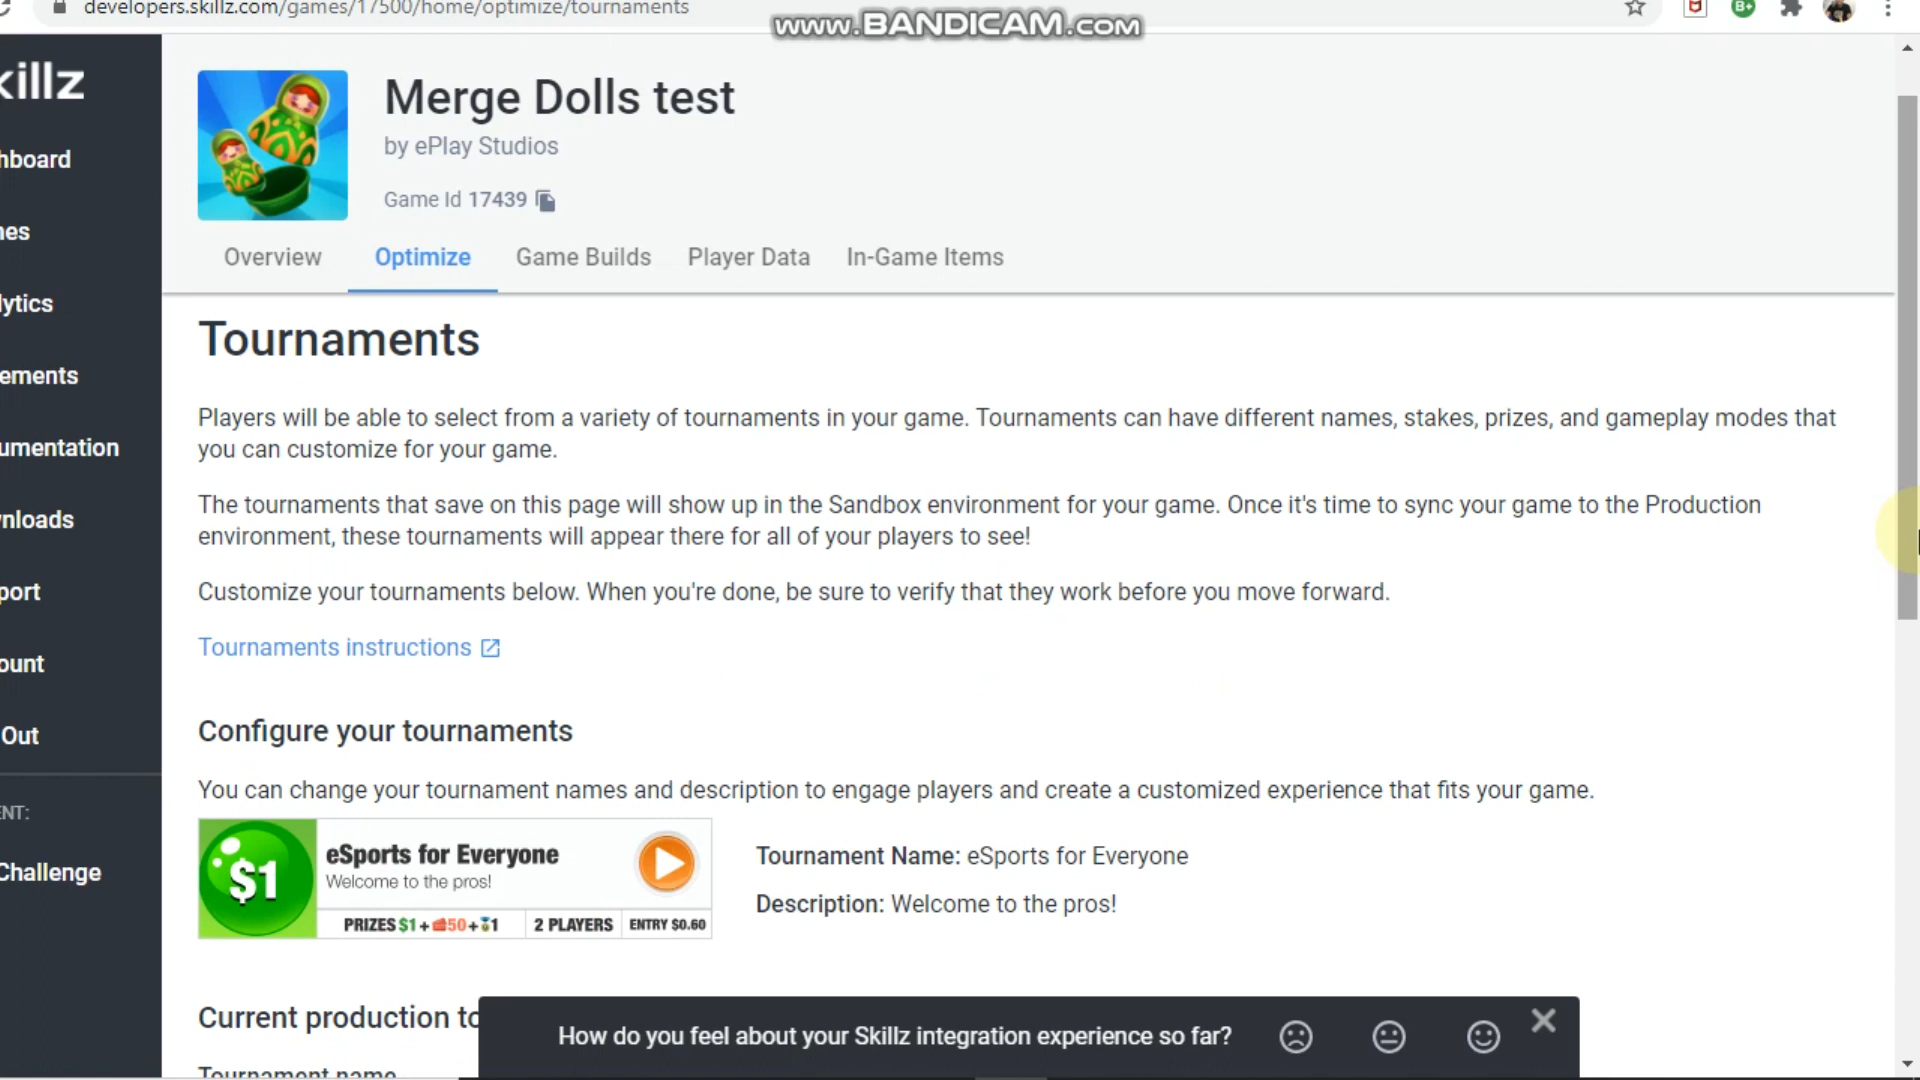 developers.skillz.com/games/17500/home/optimize/tournaments
www.BANDICAM.com
killz
Merge Dolls test
by ePlay Studios
Game Id 17439
Overview Optimize Game Builds Player Data In-Game Items
hboard
nes
lytics
ements
umentation
nloads
port
ount
Out
ENT:
Challenge
Tournaments
Players will be able to select from a variety of tournaments in your game. Tournaments can have different names, stakes, prizes, and gameplay modes that
you can customize for your game.
The tournaments that save on this page will show up in the Sandbox environment for your game. Once it's time to sync your game to the Production
environment, these tournaments will appear there for all of your players to see!
Customize your tournaments below. When you're done, be sure to verify that they work before you move forward.
Tournaments instructions
Configure your tournaments
You can change your tournament names and description to engage players and create a customized experience that fits your game.
$1
eSports for Everyone
Welcome to the pros!
PRIZES $1 + 50 + 1 2 PLAYERS ENTRY $0.60
Tournament Name: eSports for Everyone
Description: Welcome to the pros!
Current production to
How do you feel about your Skillz integration experience so far?
Tournament name